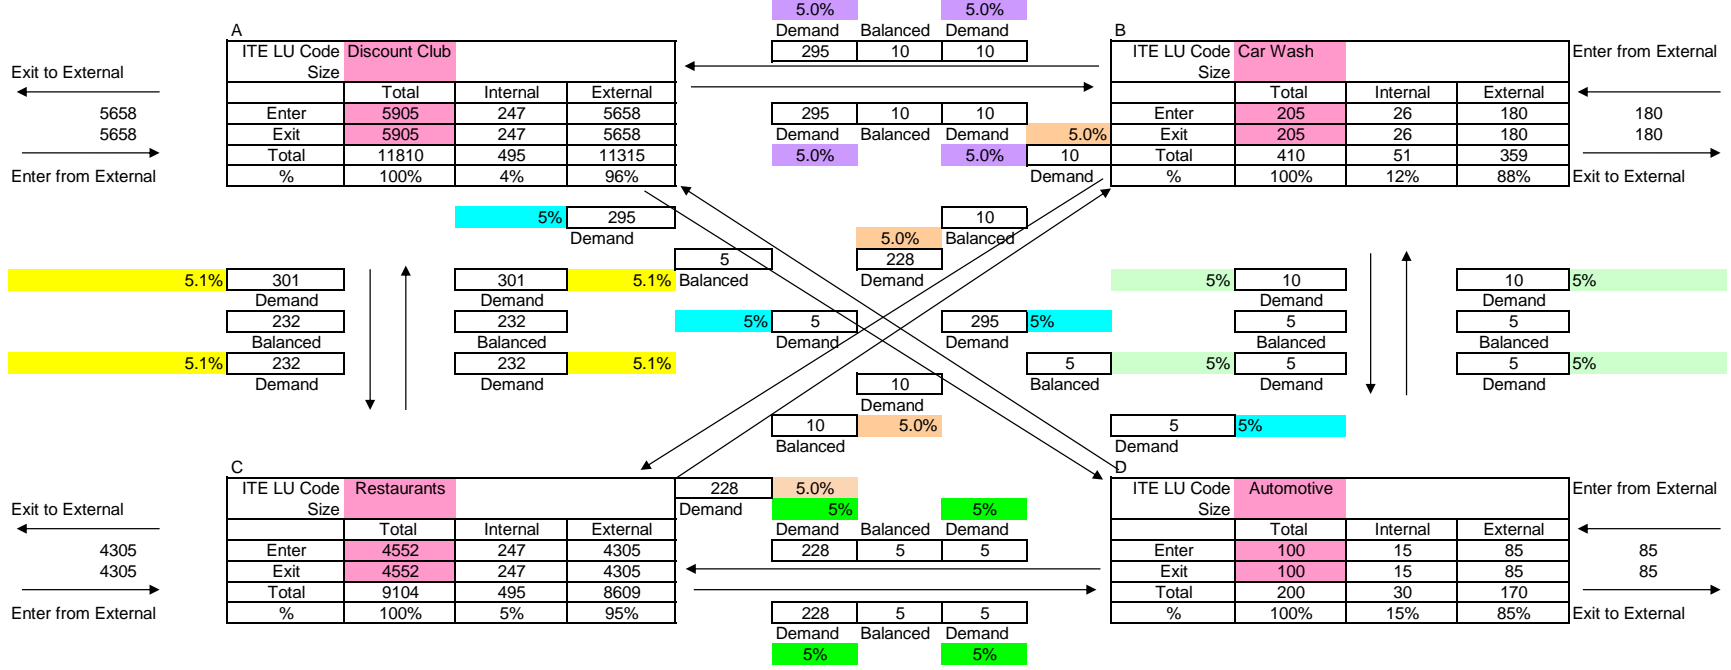 5.0% 5.0%
A Demand Balanced Demand B
ITE LU Code Discount Club 295 10 10 ITE LU Code Car Wash Enter from External
Exit to External Size Size
Total Internal External Total Internal External
5658 Enter 5905 247 5658 295 10 10 Enter 205 26 180 180
5658 Exit 5905 247 5658 Demand Balanced Demand 5.0% Exit 205 26 180 180
Total 11810 495 11315 5.0% 5.0% 10 Total 410 51 359
Enter from External % 100% 4% 96% Demand % 100% 12% 88% Exit to External
5% 295 10
Demand 5.0% Balanced
5 228
5.1% 301 301 5.1% Balanced Demand 5% 10 10 5%
Demand Demand Demand Demand
232 232 5% 5 295 5% 5 5
Balanced Balanced Demand Demand Balanced Balanced
5.1% 232 232 5.1% 5 5% 5 5 5%
Demand Demand 10 Balanced Demand Demand
Demand
10 5.0% 5 5%
Balanced Demand
C D
ITE LU Code Restaurants 228 5.0% ITE LU Code Automotive Enter from External
Exit to External Size Demand 5% 5% Size
Total Internal External Demand Balanced Demand Total Internal External
4305 Enter 4552 247 4305 228 5 5 Enter 100 15 85 85
4305 Exit 4552 247 4305 Exit 100 15 85 85
Total 9104 495 8609 Total 200 30 170
Enter from External % 100% 5% 95% 228 5 5 % 100% 15% 85% Exit to External
Demand Balanced Demand
5% 5%